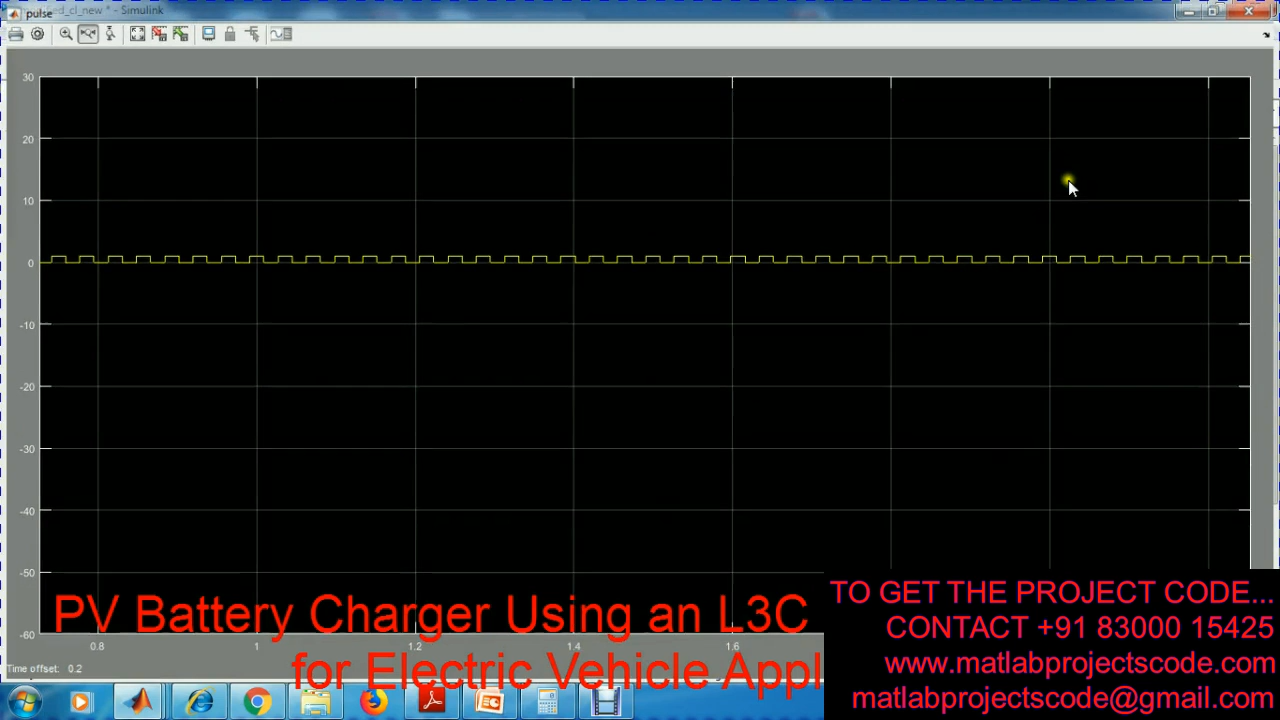 pulse
ed_cl_new * - Simulink
30
20
10
0
-10
-20
-30
-40
-50
-60
0.8
1
1.2
1.4
1.6
Time offset: 0.2
PV Battery Charger Using an L3C
for Electric Vehicle Appl
TO GET THE PROJECT CODE...
CONTACT +91 83000 15425
www.matlabprojectscode.com
matlabprojectscode@gmail.com